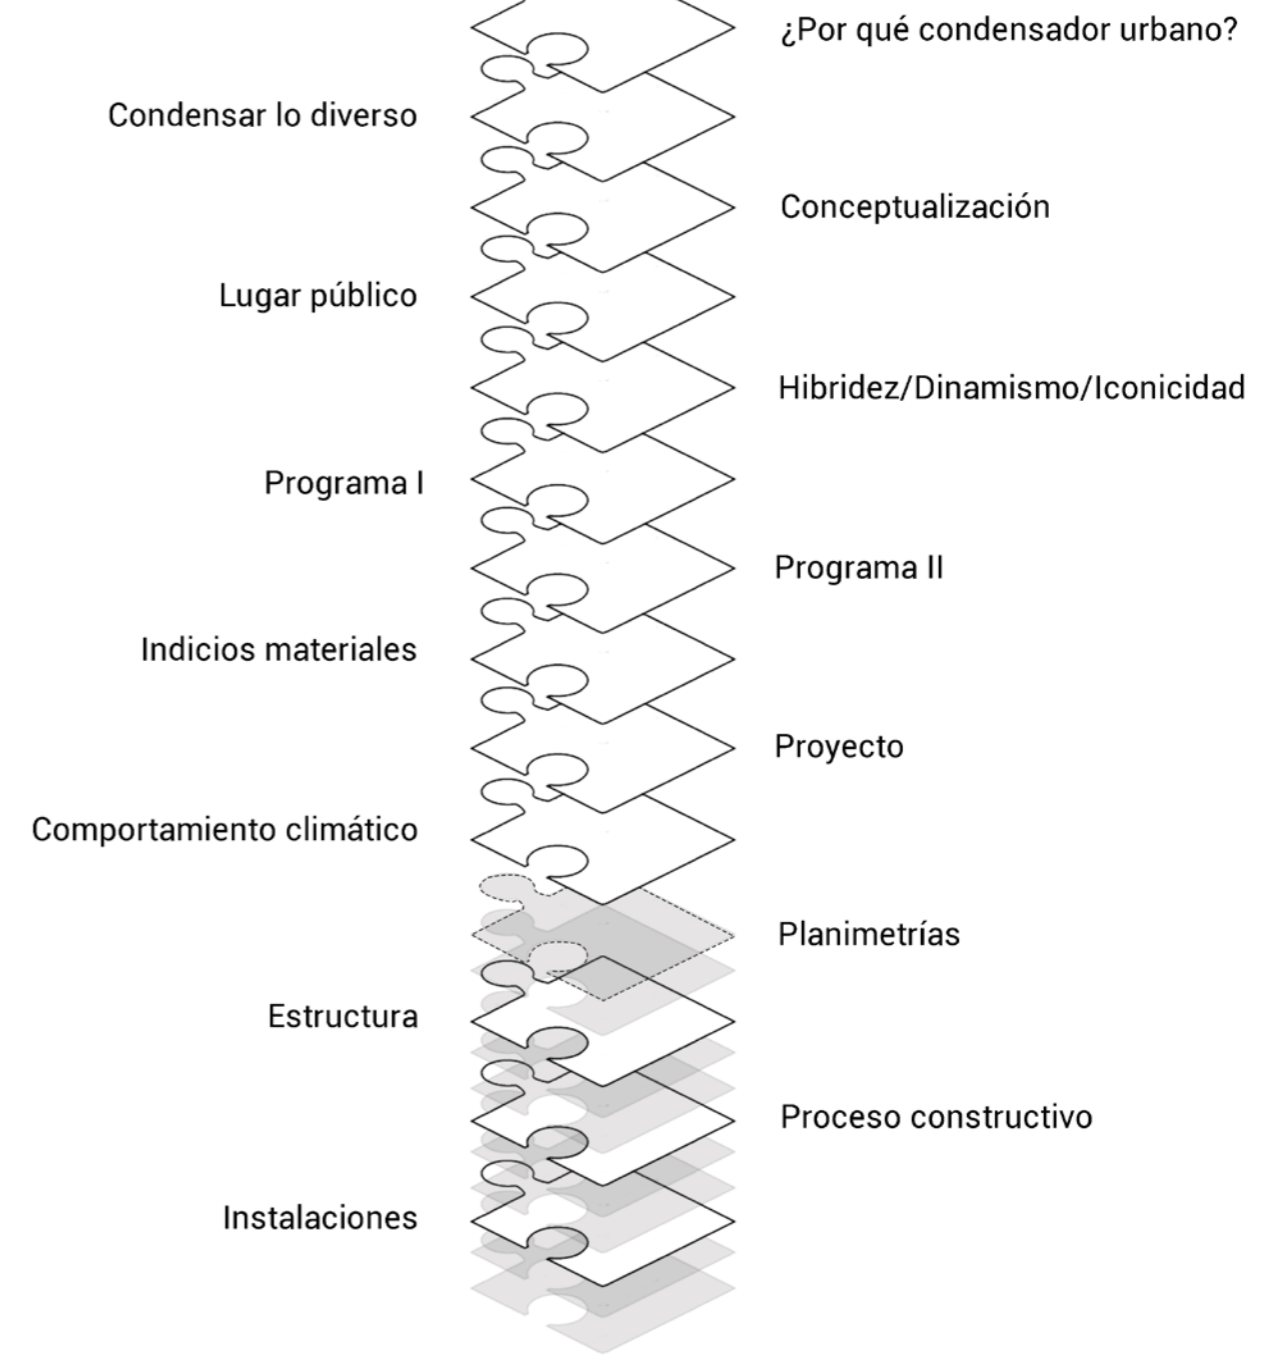 ¿Por qué condensador urbano?
Condensar lo diverso
Conceptualización
Lugar público
Hibridez/Dinamismo/Iconicidad
Programa I
Programa II
Indicios materiales
Proyecto
Comportamiento climático
Planimetrías
Estructura
Proceso constructivo
Instalaciones